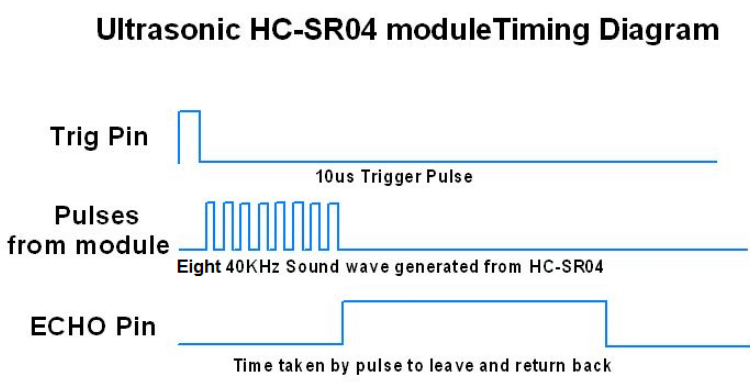 Ultrasonic HC-SR04 moduleTiming Diagram
Trig Pin
10us Trigger Pulse
Pulses
from module
Eight 40KHz Sound wave generated from HC-SR04
ECHO Pin
Time taken by pulse to leave and return back